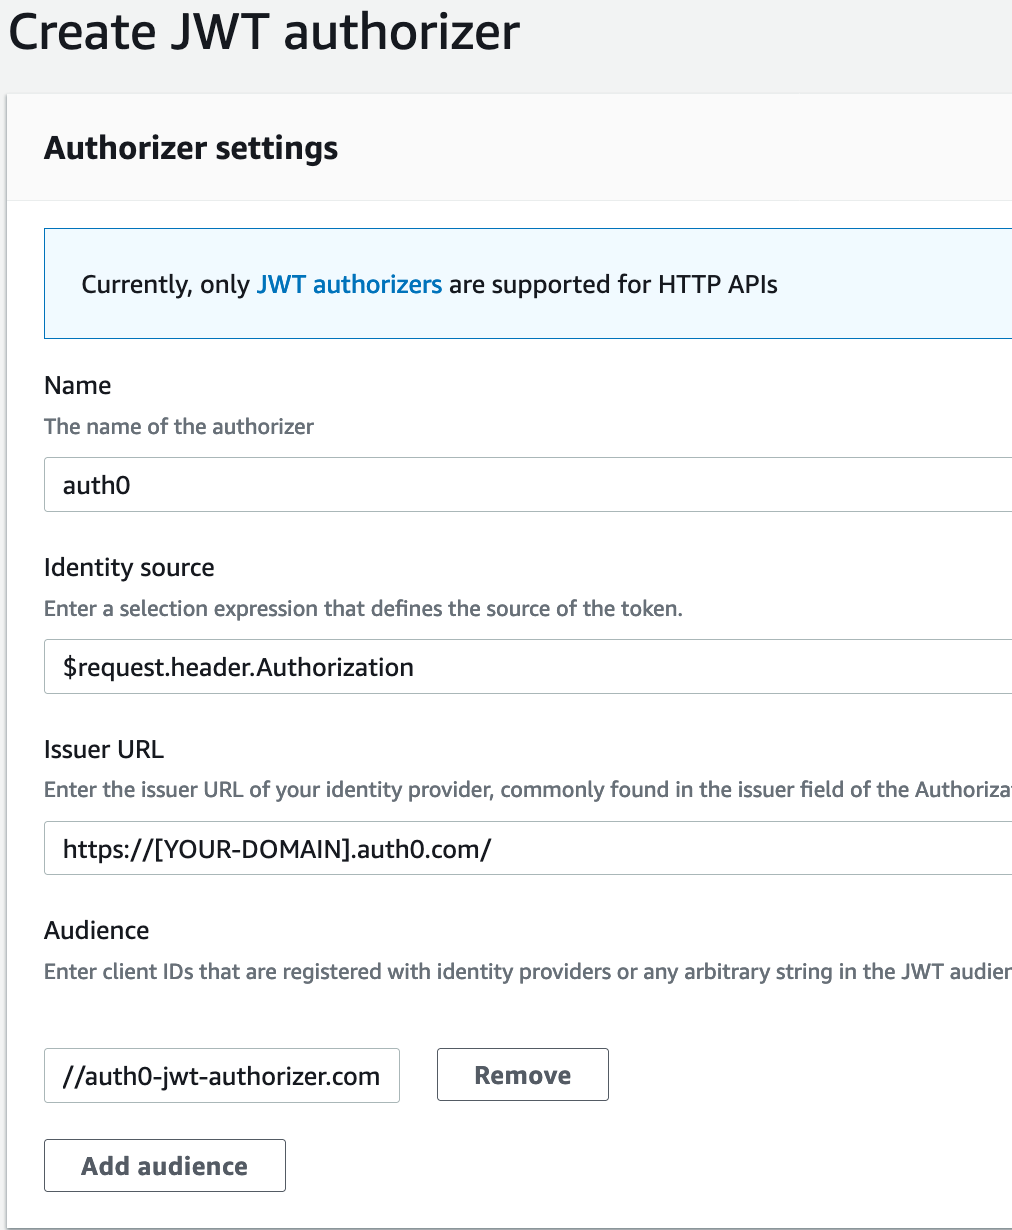 Create JWT authorizer
Authorizer settings
Currently, only JWT authorizers are supported for HTTP APIs
Name
The name of the authorizer
auth0
Identity source
Enter a selection expression that defines the source of the token.
$request.header.Authorization
Issuer URL
Enter the issuer URL of your identity provider, commonly found in the issuer field of the
https://[YOUR-DOMAIN].auth0.com/
Audience
Enter client IDs that are registered with identity providers or any arbitrary string in the JWT
//auth0-jwt-authorizer.com
Remove
Add audience